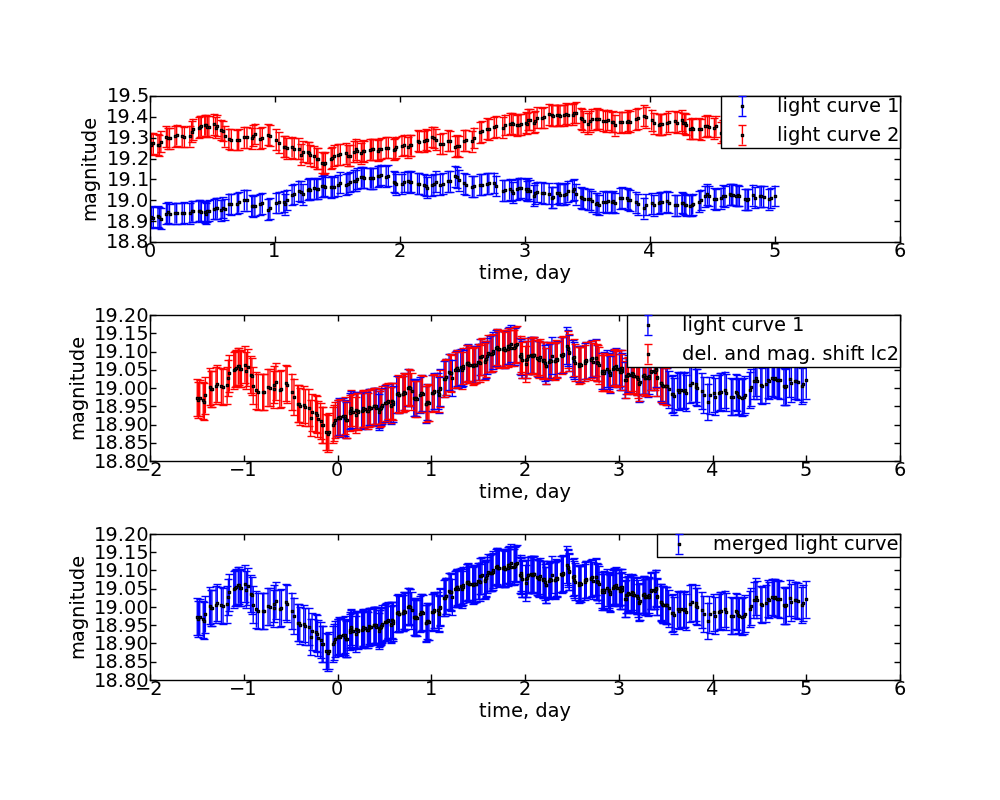 19.5
19.4
19.3
19.2
19.1
19.0
18.9
18.8
magnitude
light curve 1
light curve 2
0 1 2 3 4 5 6
time, day
19.20
19.15
19.10
19.05
19.00
18.95
18.90
18.85
18.80
magnitude
light curve 1
del. and mag. shift lc2
−2 −1 0 1 2 3 4 5 6
time, day
19.20
19.15
19.10
19.05
19.00
18.95
18.90
18.85
18.80
magnitude
merged light curve
−2 −1 0 1 2 3 4 5 6
time, day